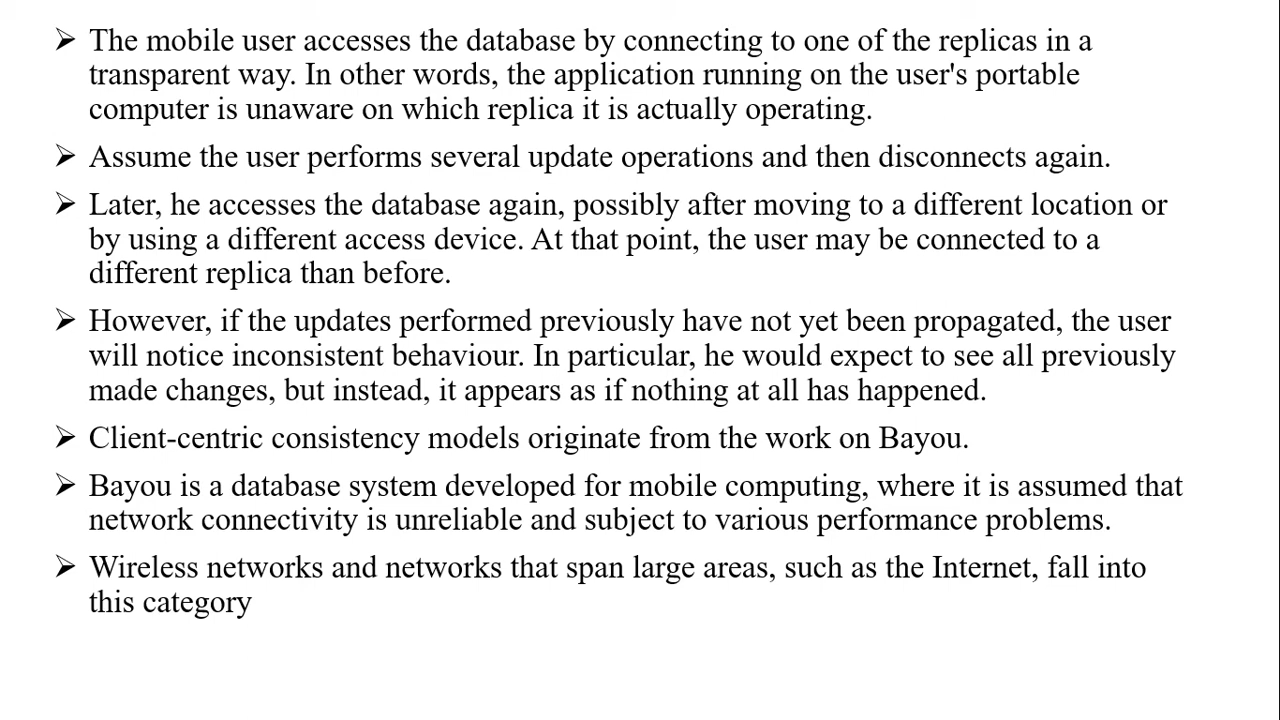 ➢ The mobile user accesses the database by connecting to one of the replicas in a
transparent way. In other words, the application running on the user's portable
computer is unaware on which replica it is actually operating.
➢ Assume the user performs several update operations and then disconnects again.
➢ Later, he accesses the database again, possibly after moving to a different location or
by using a different access device. At that point, the user may be connected to a
different replica than before.
➢ However, if the updates performed previously have not yet been propagated, the user
will notice inconsistent behaviour. In particular, he would expect to see all previously
made changes, but instead, it appears as if nothing at all has happened.
➢ Client-centric consistency models originate from the work on Bayou.
➢ Bayou is a database system developed for mobile computing, where it is assumed that
network connectivity is unreliable and subject to various performance problems.
➢ Wireless networks and networks that span large areas, such as the Internet, fall into
this category